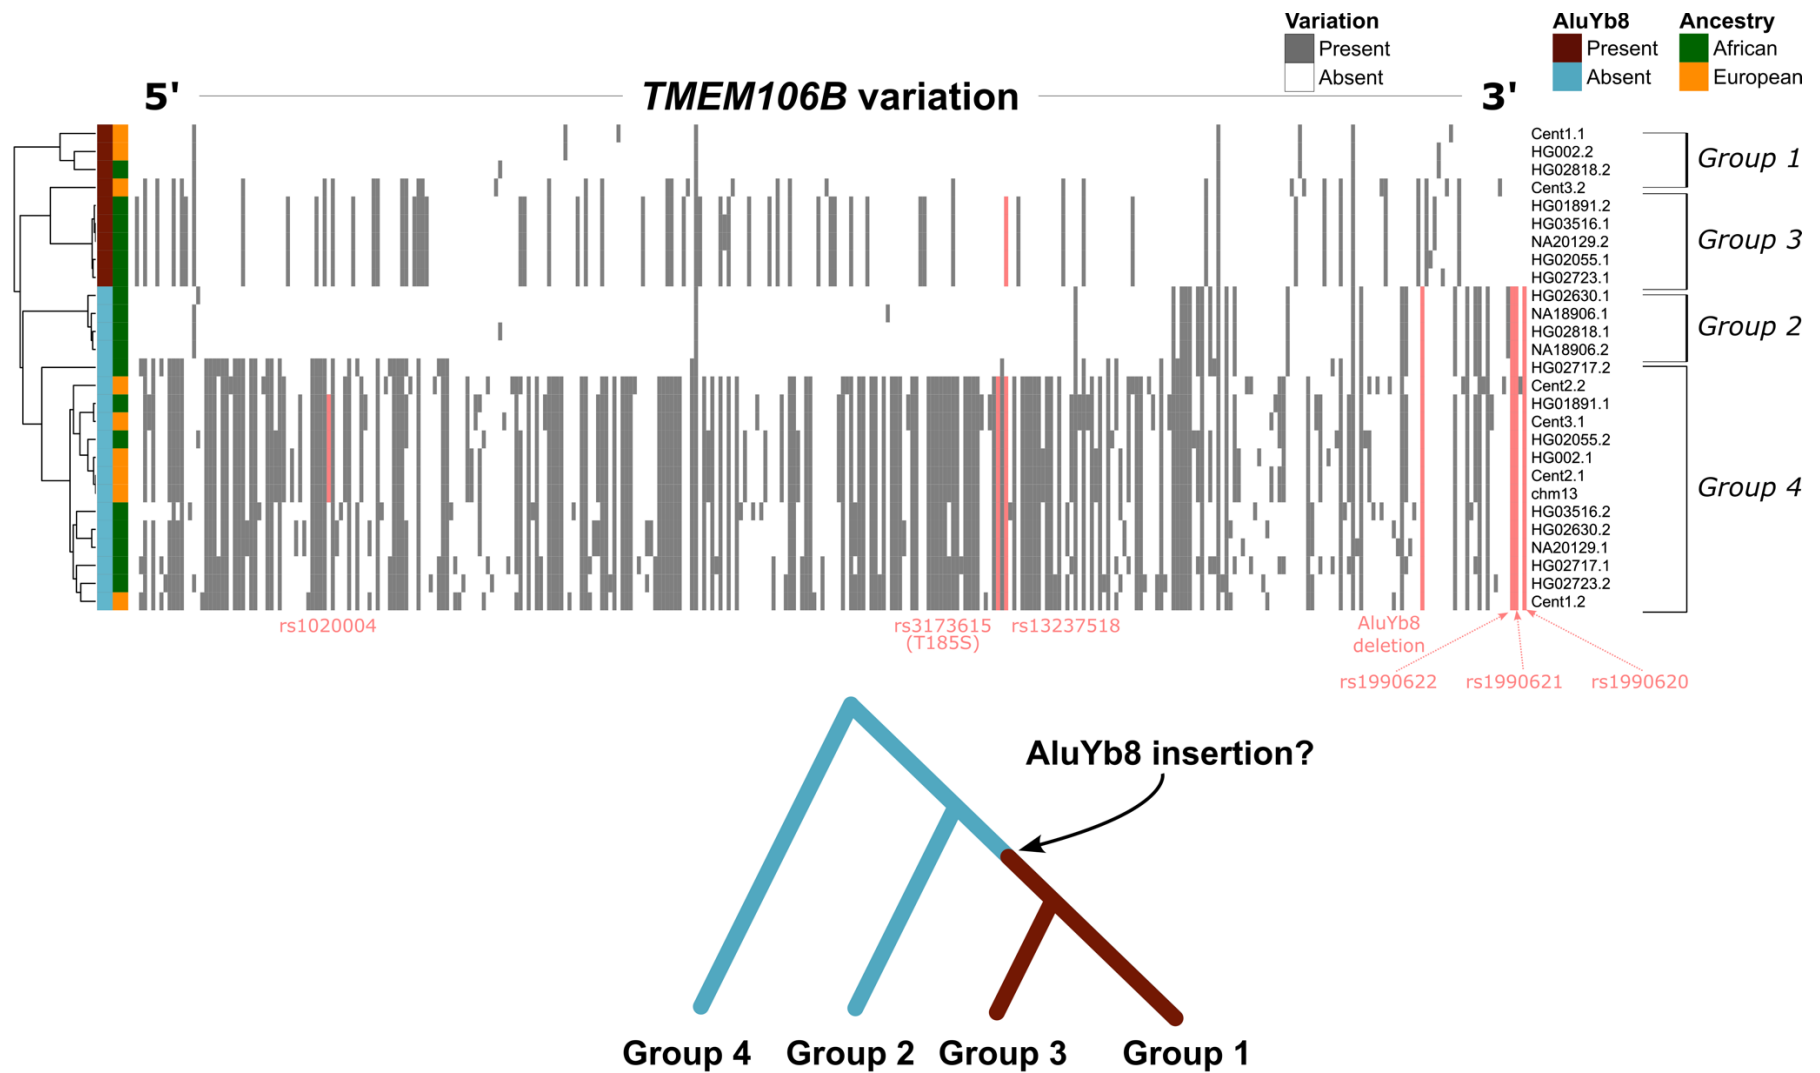 Variation
Present
Absent
AluYb8
Present
Absent
Ancestry
African
European
5'
TMEM106B variation
3'
Cent1.1
HG002.2
HG02818.2
Cent3.2
HG01891.2
HG03516.1
NA20129.2
HG02055.1
HG02723.1
HG02630.1
NA18906.1
HG02818.1
NA18906.2
HG02717.2
Cent2.2
HG01891.1
Cent3.1
HG02055.2
HG002.1
Cent2.1
chm13
HG03516.2
HG02630.2
NA20129.1
HG02717.1
HG02723.2
Cent1.2
Group 1
Group 3
Group 2
Group 4
rs1020004
rs3173615
(T185S)
rs13237518
AluYb8
deletion
rs1990622
rs1990621
rs1990620
AluYb8 insertion?
Group 4
Group 2
Group 3
Group 1